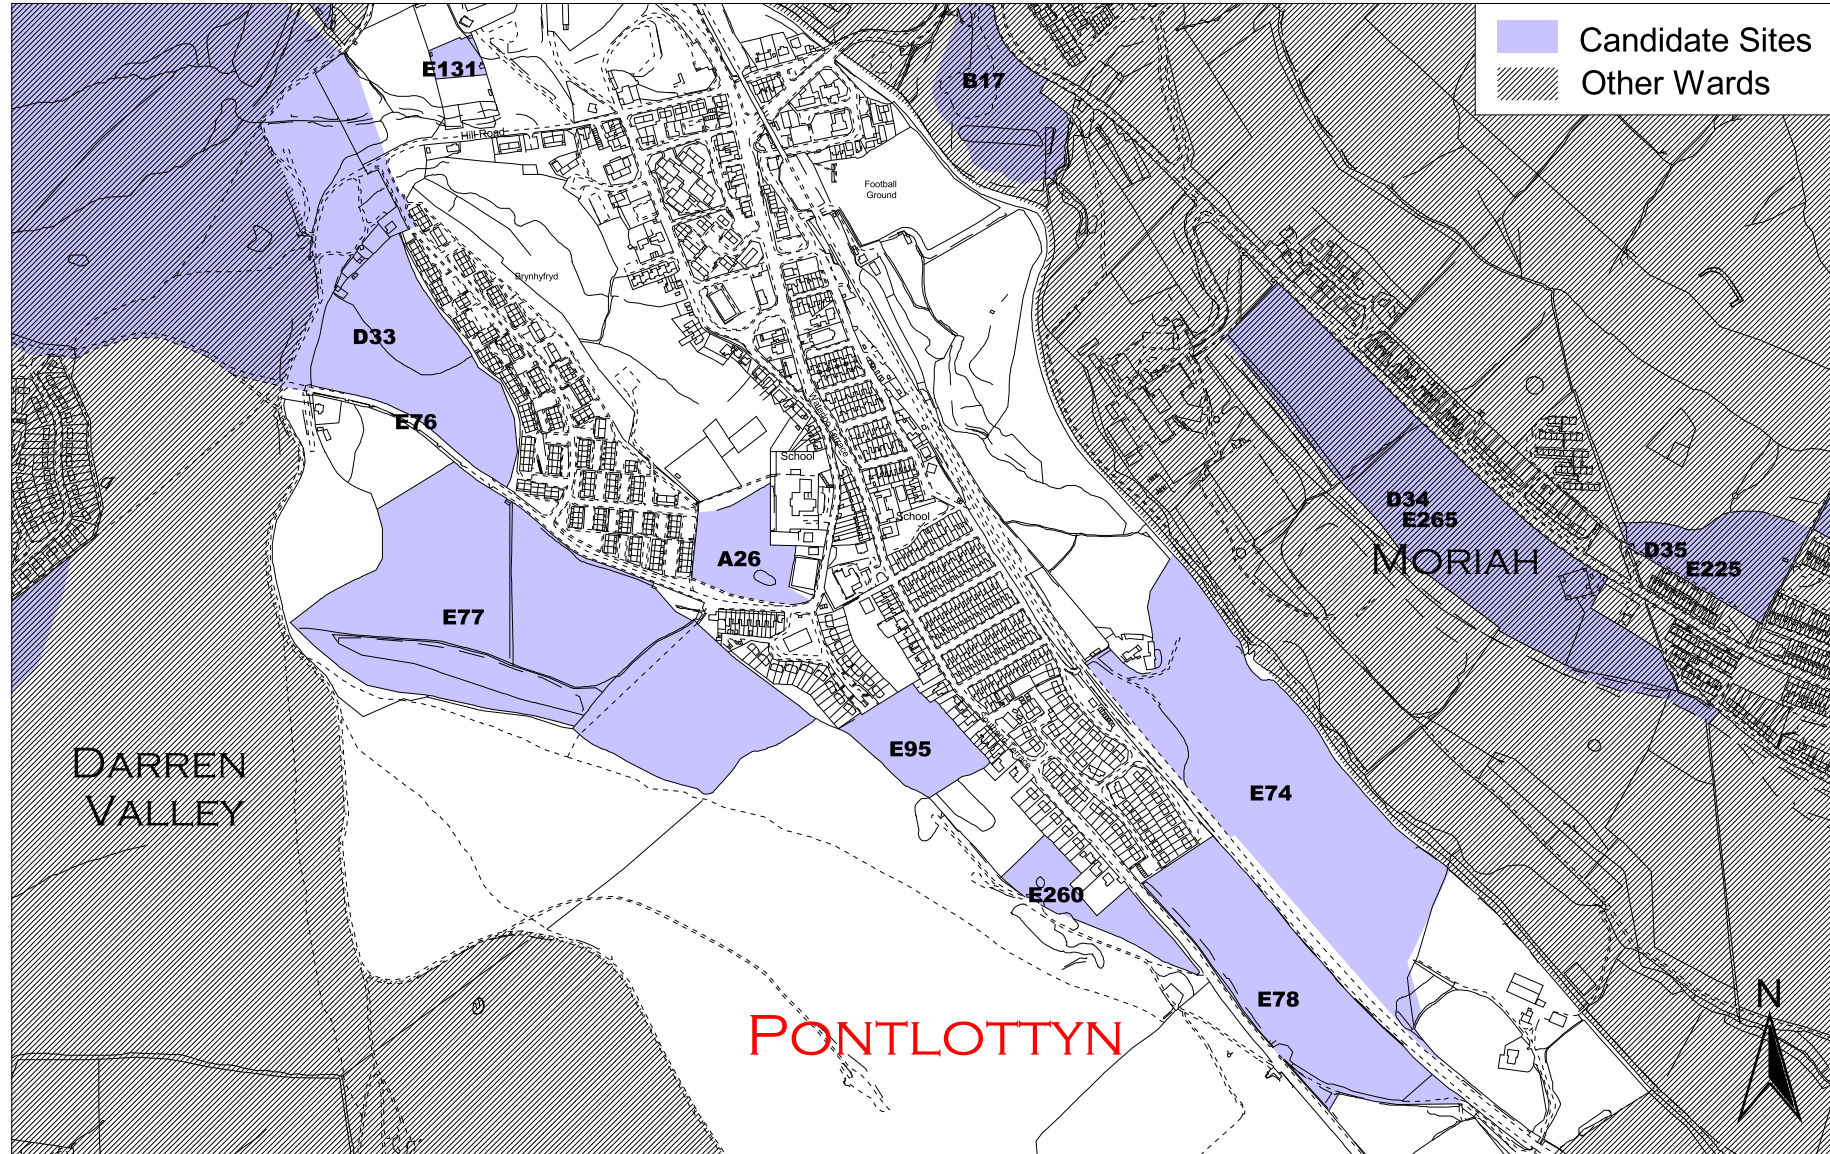 Candidate Sites
Other Wards
E131
B17
Hill Road
Football
Ground
Brynhyfryd
D33
E76
School
School
D34
E265
MORIAH
D35
E225
A26
E77
E95
DARREN
VALLEY
E74
E260
E78
N
PONTLOTTYN